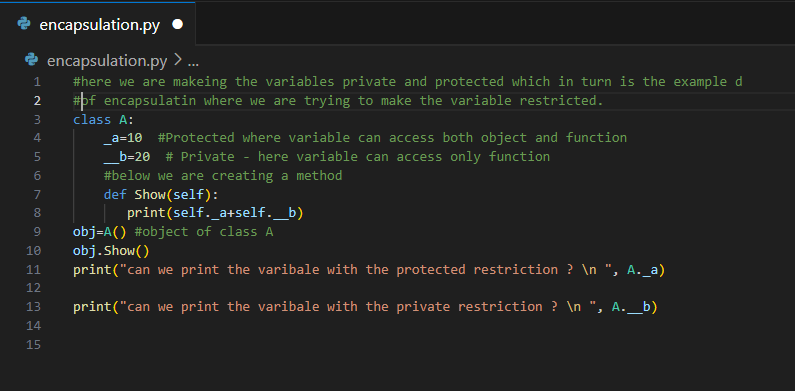 encapsulation.py ●
encapsulation.py > ...
1 #here we are makeing the variables private and protected which in turn is the example d
2 #of encapsulatin where we are trying to make the variable restricted.
3 class A:
4 _a=10  #Protected where variable can access both object and function
5 __b=20  # Private - here variable can access only function
6 #below we are creating a method
7 def Show(self):
8 print(self._a+self.__b)
9 obj=A() #object of class A
10 obj.Show()
11 print("can we print the varibale with the protected restriction ? \n ", A._a)
12
13 print("can we print the varibale with the private restriction ? \n ", A.__b)
14
15